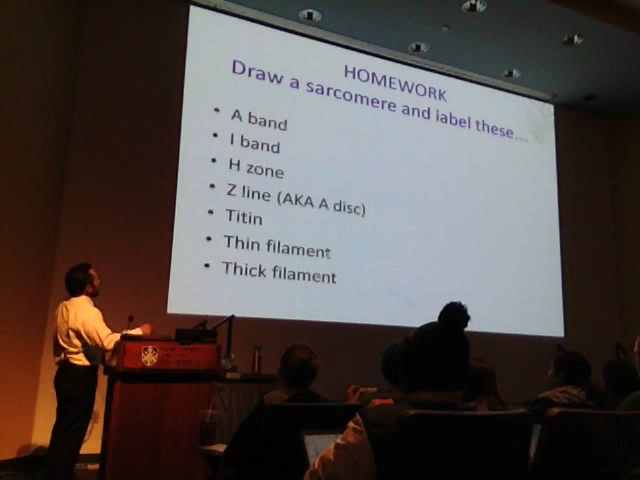 HOMEWORK
Draw a sarcomere and label these....
• A band
• I band
• H zone
• Z line (AKA A disc)
• Titin
• Thin filament
• Thick filament